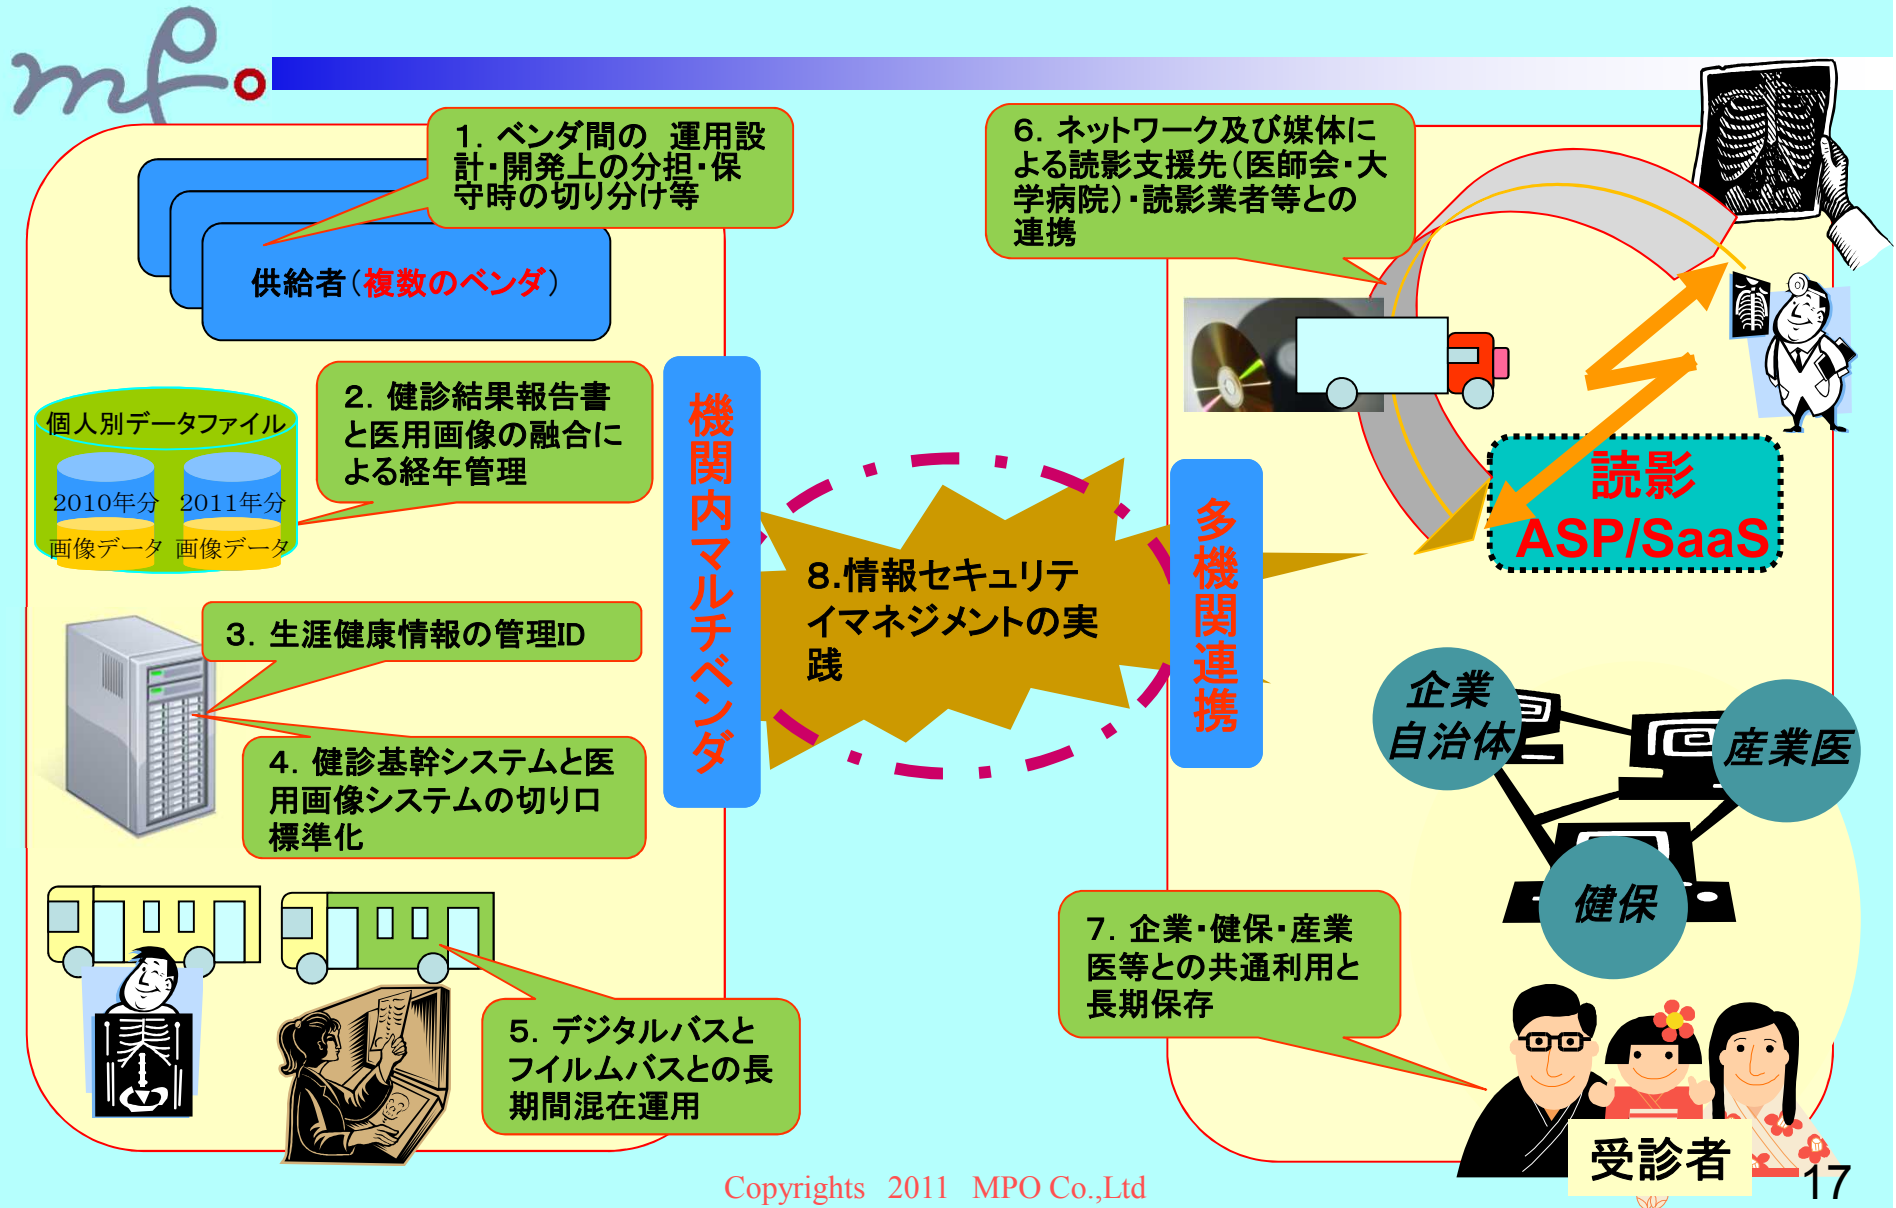 mpo
1. ベンダ間の 運用設
計・開発上の分担・保
守時の切り分け等
供給者（複数のベンダ）
2. 健診結果報告書
と医用画像の融合に
よる経年管理
個人別データファイル
2010年分 2011年分
画像データ 画像データ
3. 生涯健康情報の管理ID
4. 健診基幹システムと医
用画像システムの切り口
標準化
5. デジタルバスと
フイルムバスとの長
期間混在運用
機関内マルチベンダ
8.情報セキュリテ
イマネジメントの実
践
多機関連携
6. ネットワーク及び媒体に
よる読影支援先（医師会・大
学病院）・読影業者等との
連携
読影
ASP/SaaS
企業
自治体
産業医
健保
7. 企業・健保・産業
医等との共通利用と
長期保存
受診者
Copyrights 2011 MPO Co.,Ltd
17